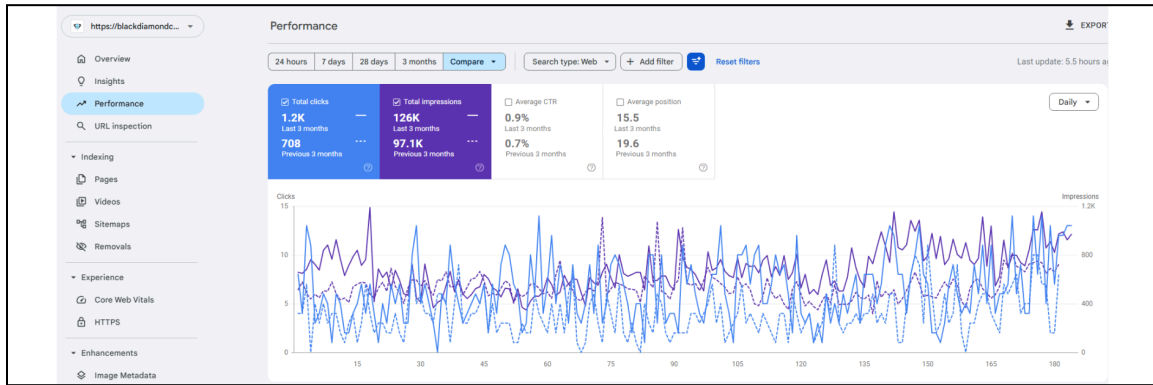 https://blackdiamondc...
Performance
EXPORT
Overview
Insights
Performance
URL inspection
Indexing
Pages
Videos
Sitemaps
Removals
Experience
Core Web Vitals
HTTPS
Enhancements
Image Metadata
24 hours 7 days 28 days 3 months Compare
Search type: Web + Add filter Reset filters
Last update: 5.5 hours ag
Total clicks
1.2K
Last 3 months
708
Previous 3 months
Total impressions
126K
Last 3 months
97.1K
Previous 3 months
Average CTR
0.9%
Last 3 months
0.7%
Previous 3 months
Average position
15.5
Last 3 months
19.6
Previous 3 months
Daily
Clicks Impressions
15 1.2K
10 800
5 400
0 0
15 30 45 60 75 90 105 120 135 150 165 180